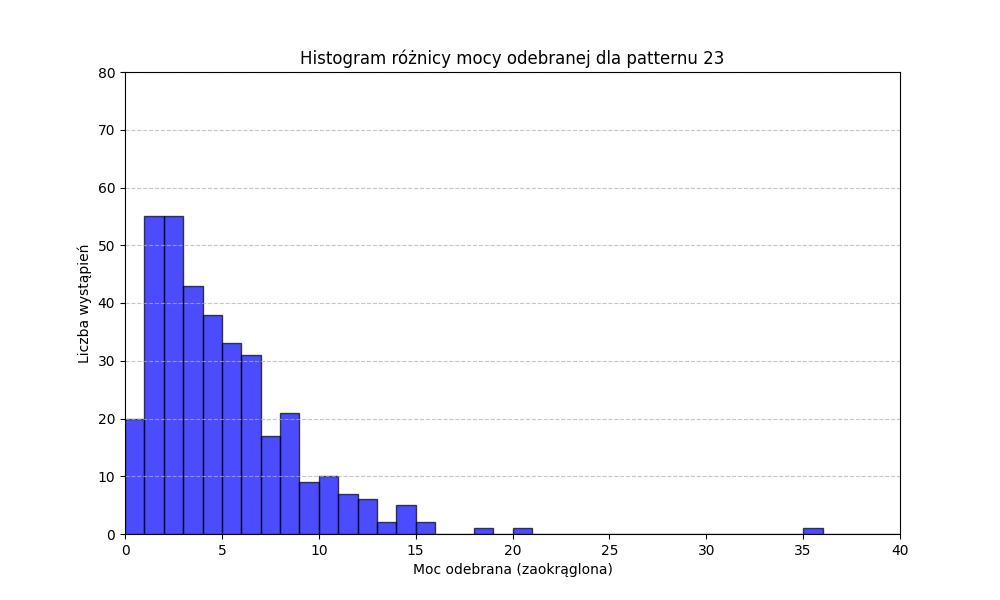 Histogram różnicy mocy odebranej dla patternu 23
80
70
60
50
40
30
20
10
0
Liczba wystąpień
0 5 10 15 20 25 30 35 40
Moc odebrana (zaokrąglona)